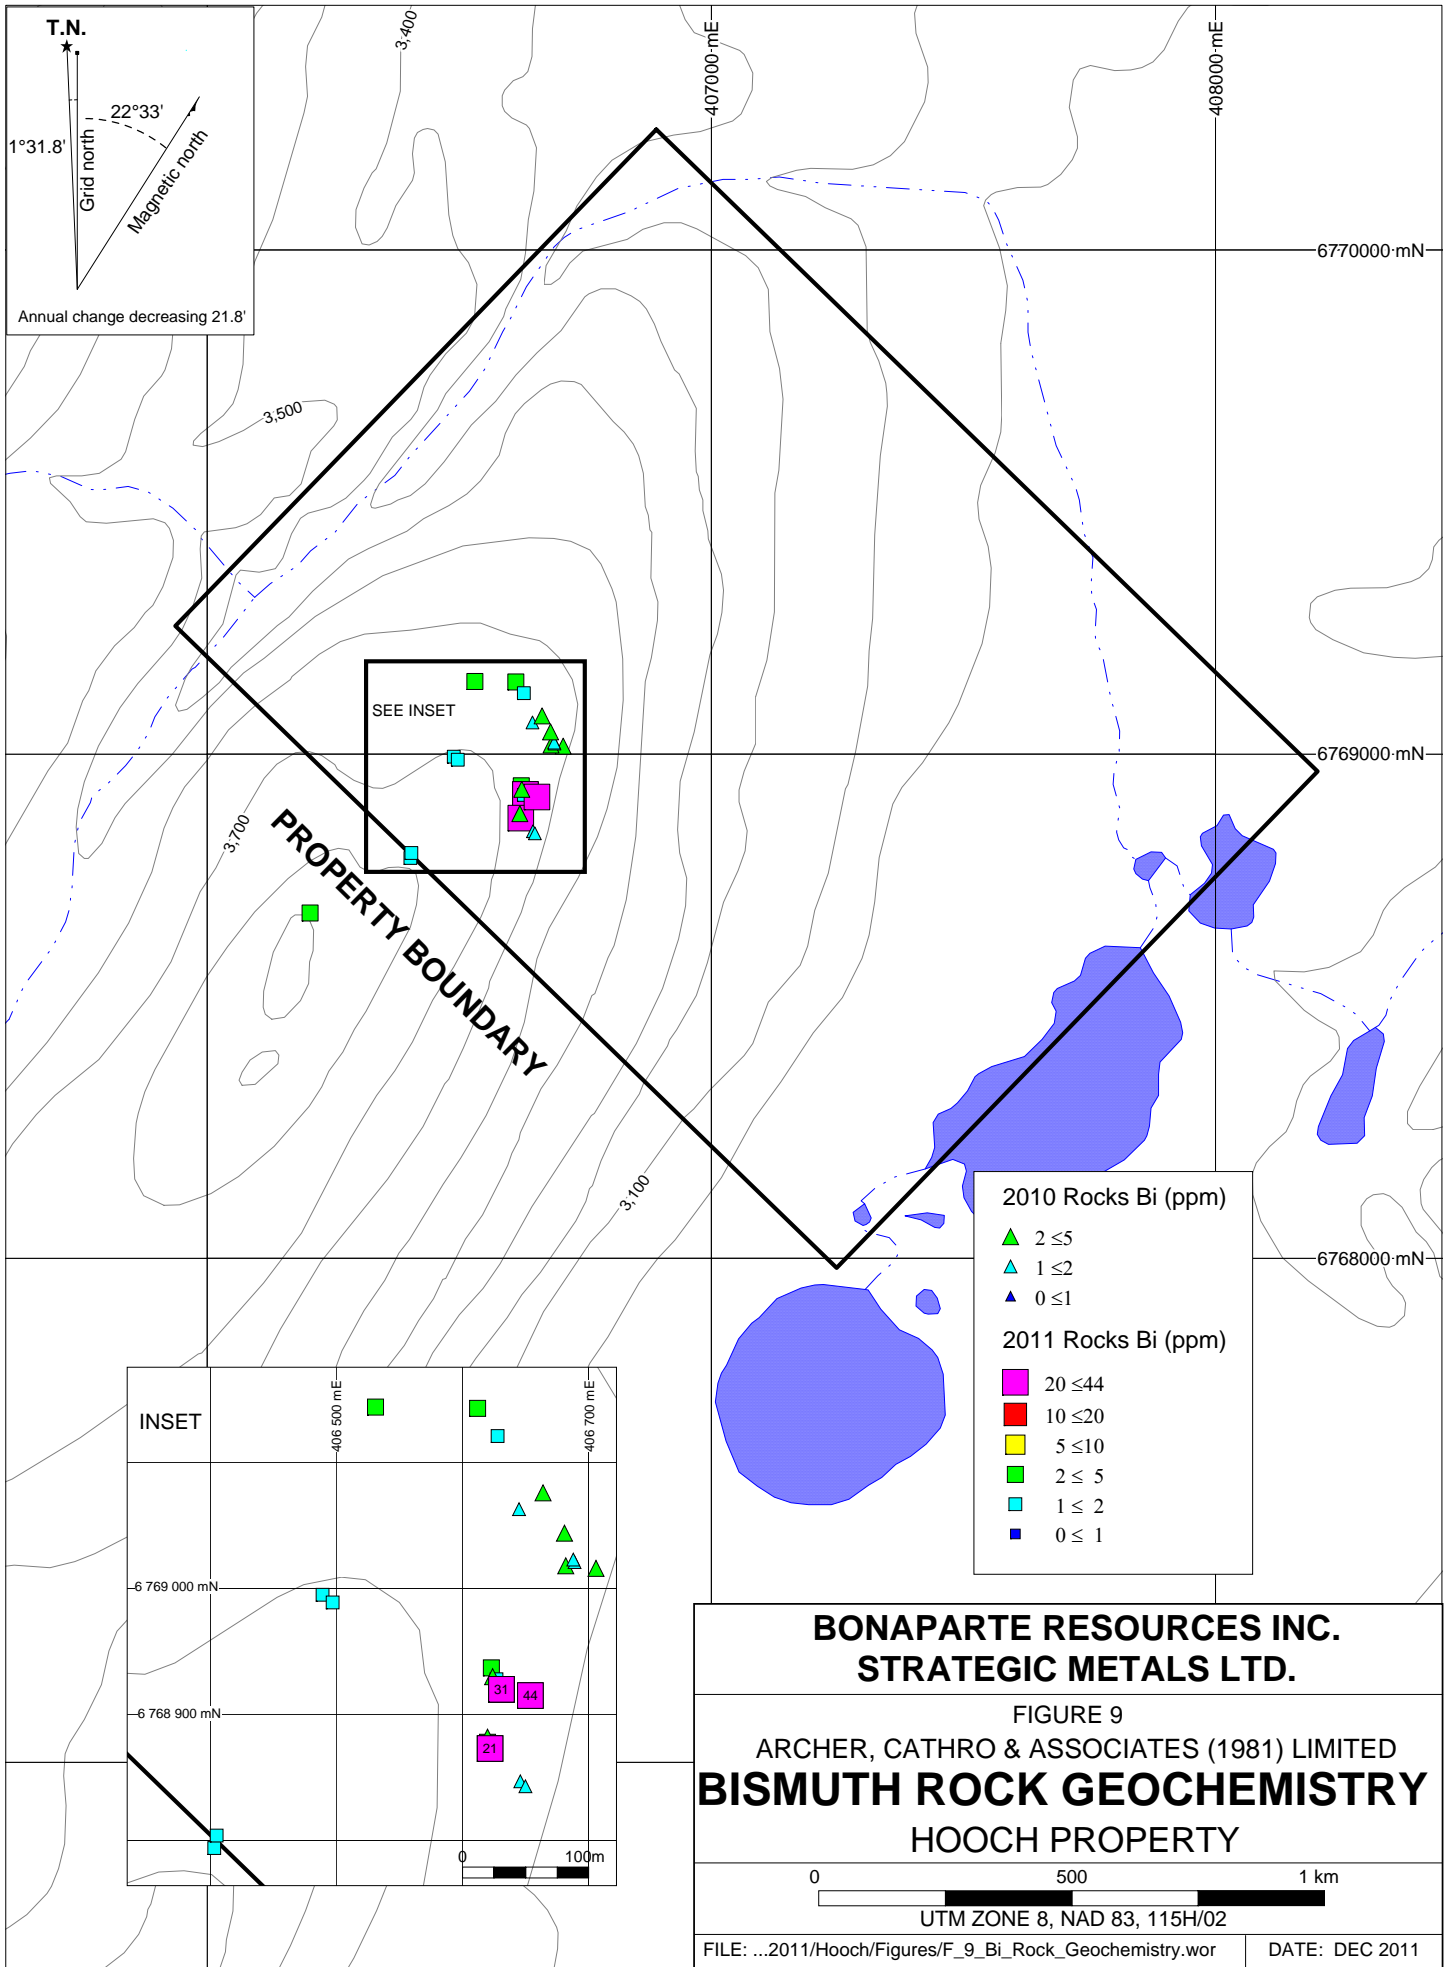 T.N.
22°33'
1°31.8'
Grid north
Magnetic north
Annual change decreasing 21.8'
3,400
407000 mE
408000 mE
6770000 mN
3,500
SEE INSET
6769000 mN
3,700
PROPERTY BOUNDARY
3,100
6768000 mN
2010 Rocks Bi (ppm)
2 ≤5
1 ≤2
0 ≤1
2011 Rocks Bi (ppm)
20 ≤44
10 ≤20
5 ≤10
2 ≤ 5
1 ≤ 2
0 ≤ 1
INSET
406 500 mE
406 700 mE
6 769 000 mN
6 768 900 mN
31
44
21
0 100m
BONAPARTE RESOURCES INC.
STRATEGIC METALS LTD.
FIGURE 9
ARCHER, CATHRO & ASSOCIATES (1981) LIMITED
BISMUTH ROCK GEOCHEMISTRY
HOOCH PROPERTY
0 500 1 km
UTM ZONE 8, NAD 83, 115H/02
FILE: ...2011/Hooch/Figures/F_9_Bi_Rock_Geochemistry.wor
DATE: DEC 2011